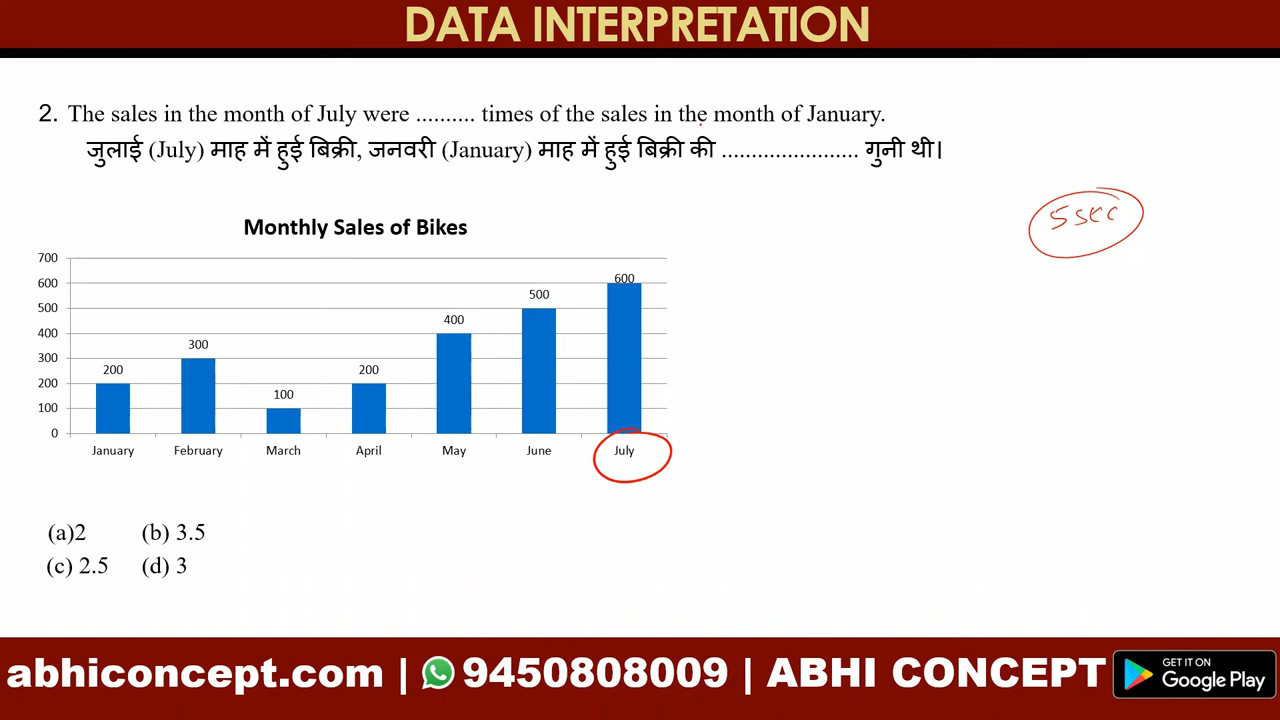 DATA INTERPRETATION
2. The sales in the month of July were .......... times of the sales in the month of January.
जुलाई (July) माह में हुई बिक्री, जनवरी (January) माह में हुई बिक्री की ....................... गुनी थी।
5 sec
Monthly Sales of Bikes
700
600
500
400
300
200
100
0
200
300
100
200
400
500
600
January February March April May June July
(a)2 (b) 3.5
(c) 2.5 (d) 3
abhiconcept.com | 9450808009 | ABHI CONCEPT
GET IT ON
Google Play